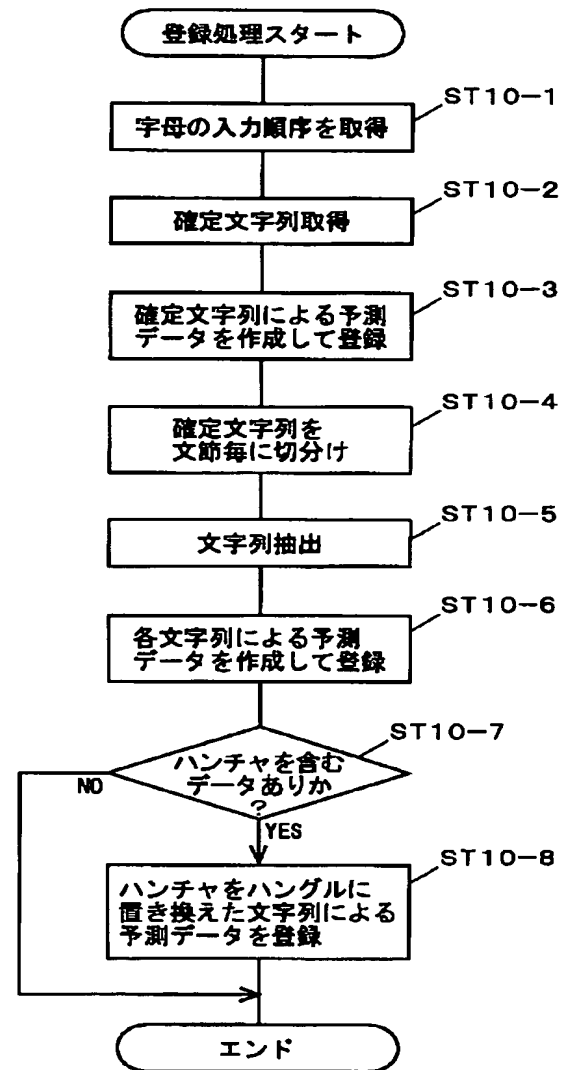 登録処理スタート
ST10-1
字母の入力順序を取得
ST10-2
確定文字列取得
ST10-3
確定文字列による予測
データを作成して登録
ST10-4
確定文字列を
文節毎に切分け
ST10-5
文字列抽出
ST10-6
各文字列による予測
データを作成して登録
ST10-7
ハンチャを含む
データありか
?
NO
YES
ST10-8
ハンチャをハングルに
置き換えた文字列による
予測データを登録
エンド